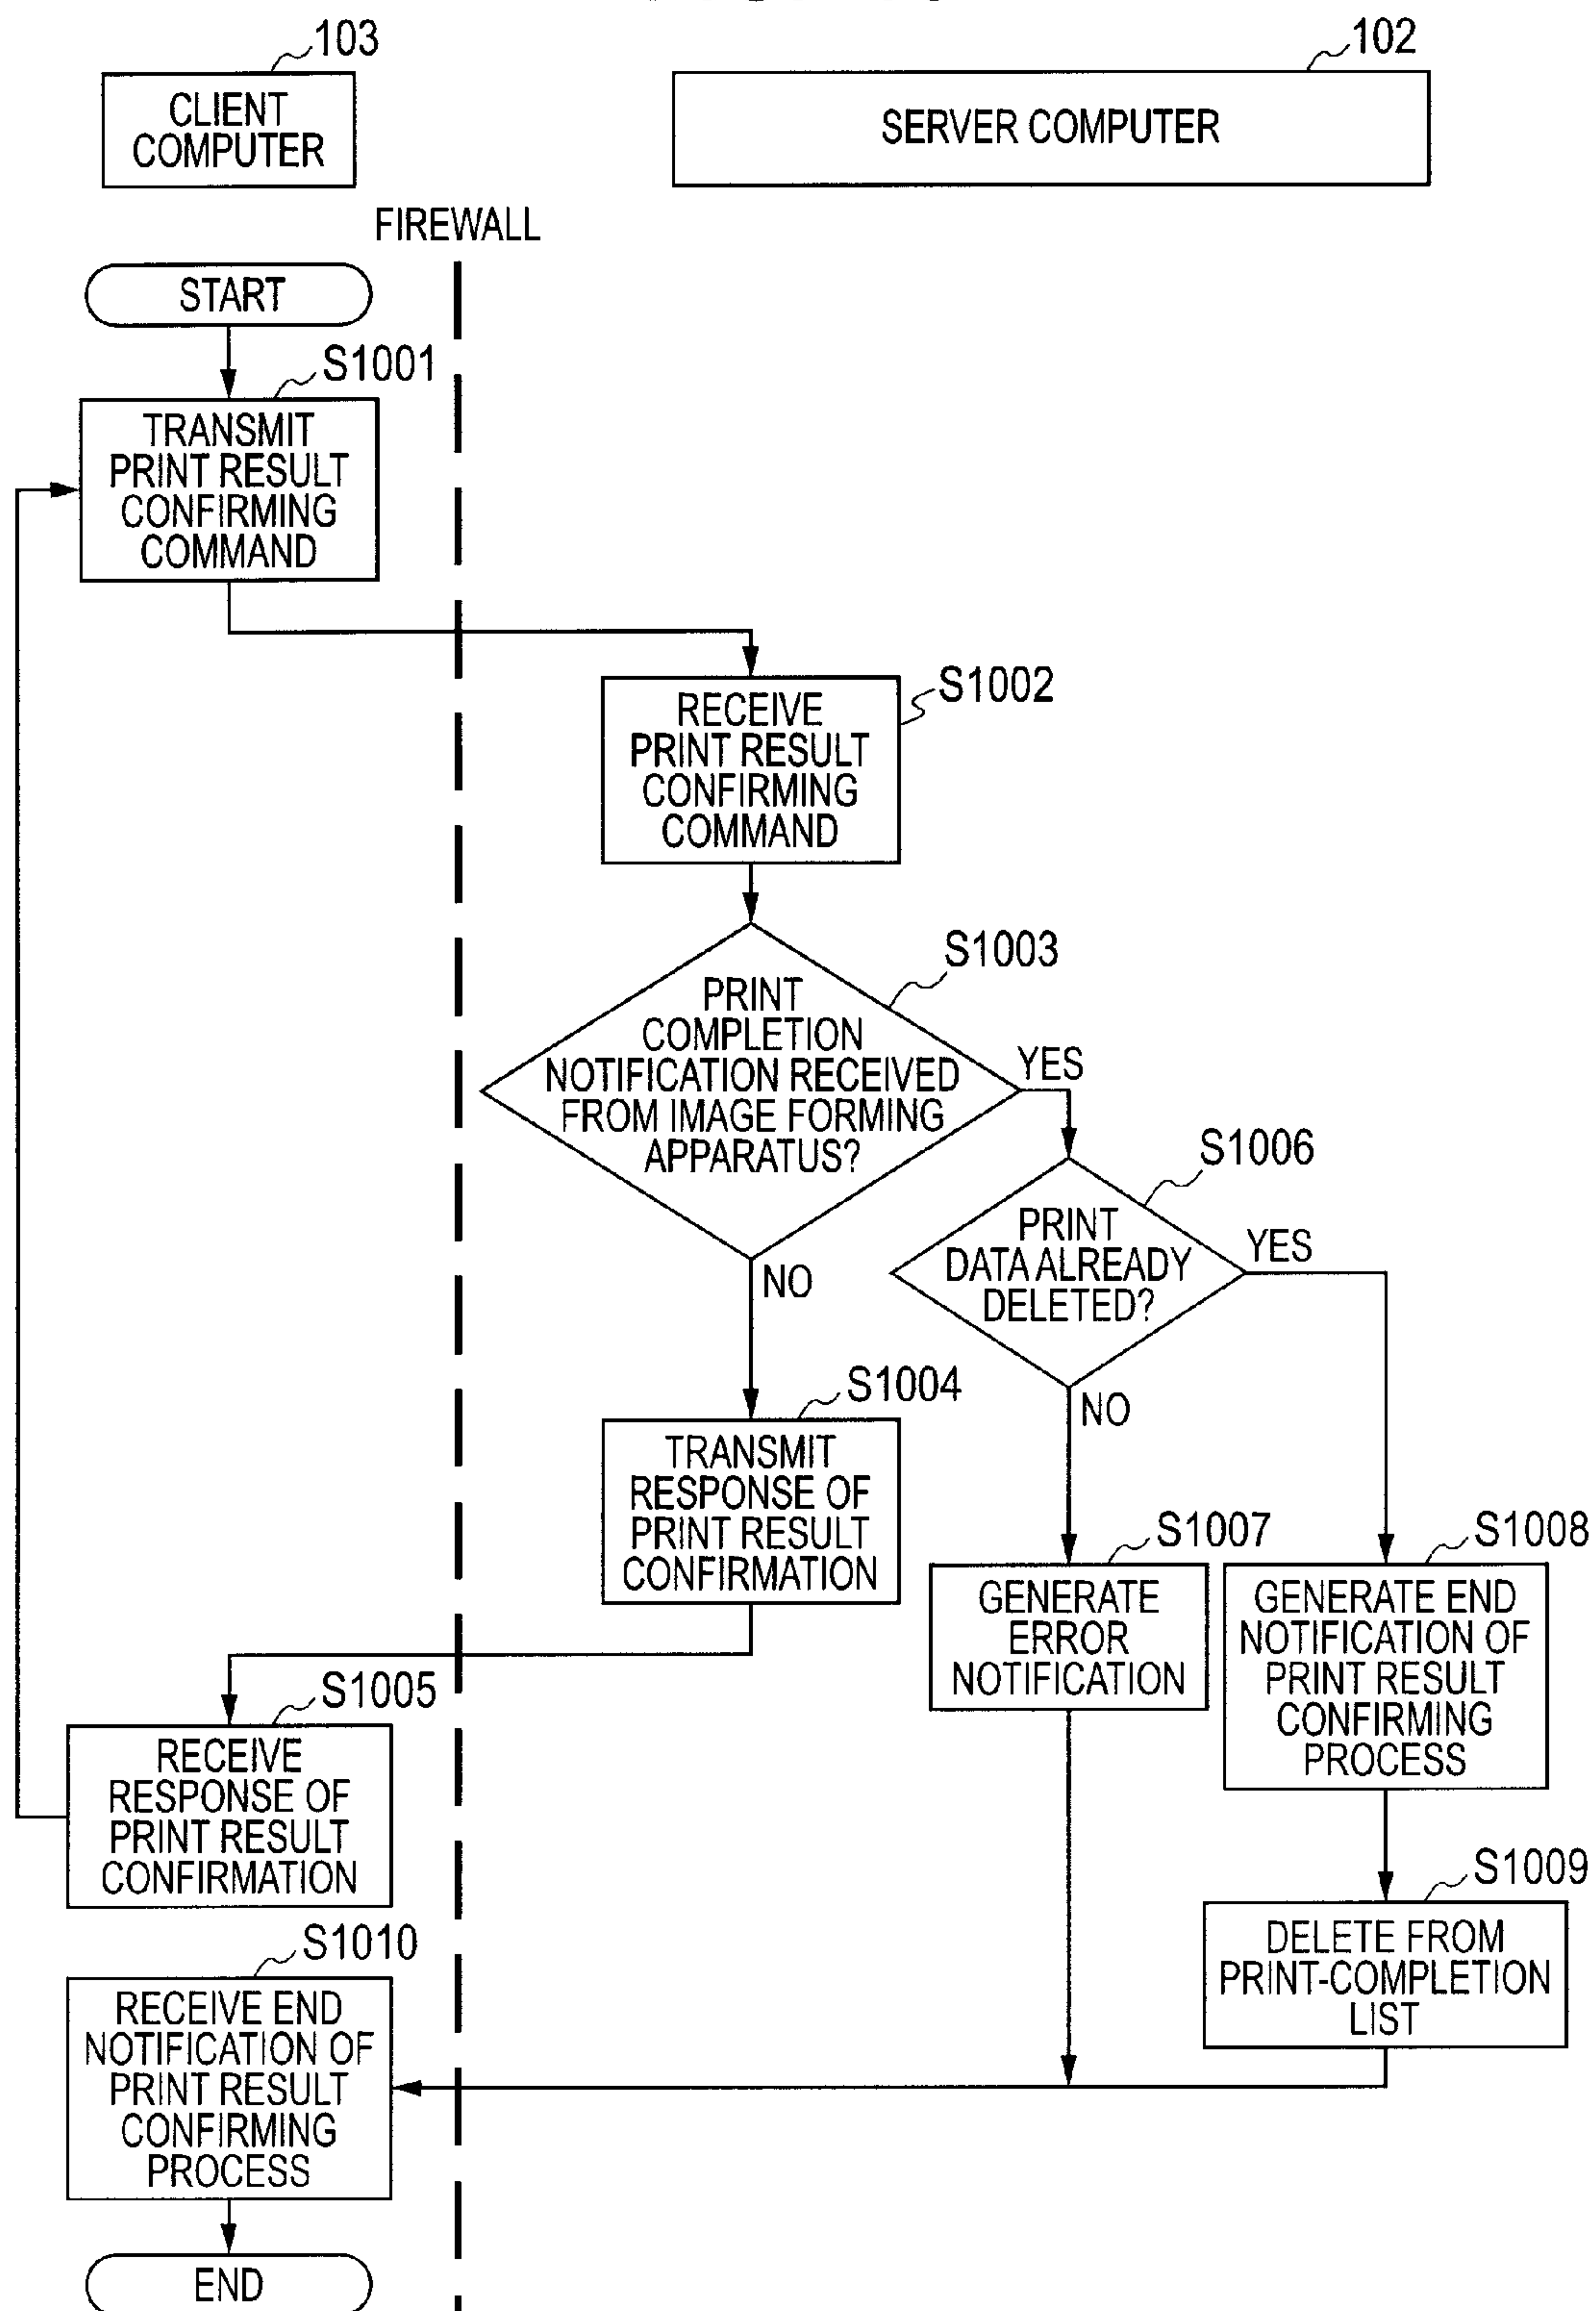 103
CLIENT
COMPUTER
102
SERVER COMPUTER
FIREWALL
START
S1001
TRANSMIT
PRINT RESULT
CONFIRMING
COMMAND
S1002
RECEIVE
PRINT RESULT
CONFIRMING
COMMAND
S1003
PRINT
COMPLETION
NOTIFICATION RECEIVED
FROM IMAGE FORMING
APPARATUS?
YES
NO
S1006
PRINT
DATA ALREADY
DELETED?
YES
NO
S1004
TRANSMIT
RESPONSE OF
PRINT RESULT
CONFIRMATION
S1007
GENERATE
ERROR
NOTIFICATION
S1008
GENERATE END
NOTIFICATION OF
PRINT RESULT
CONFIRMING
PROCESS
S1005
RECEIVE
RESPONSE OF
PRINT RESULT
CONFIRMATION
S1009
DELETE FROM
PRINT-COMPLETION
LIST
S1010
RECEIVE END
NOTIFICATION OF
PRINT RESULT
CONFIRMING
PROCESS
END